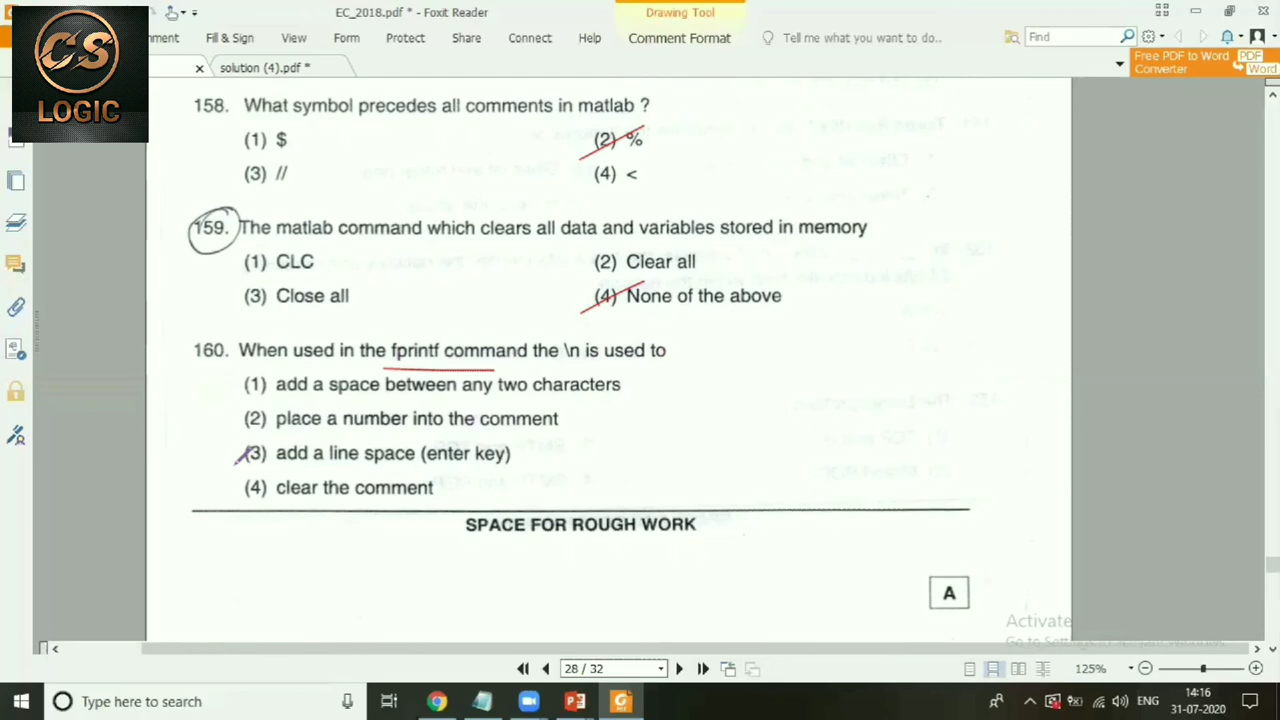 EC_2018.pdf * - Foxit Reader
Drawing Tool
mment Fill & Sign View Form Protect Share Connect Help Comment Format Tell me what you want to do.. Find
CS
LOGIC
solution (4).pdf *
Free PDF to Word
Converter
PDF
Word
158. What symbol precedes all comments in matlab ?
(1) $ (2) %
(3) // (4) <
159. The matlab command which clears all data and variables stored in memory
(1) CLC (2) Clear all
(3) Close all (4) None of the above
160. When used in the fprintf command the \n is used to
(1) add a space between any two characters
(2) place a number into the comment
(3) add a line space (enter key)
(4) clear the comment
SPACE FOR ROUGH WORK
A
Activate
28 / 32 125%
Type here to search ENG 14:16
31-07-2020